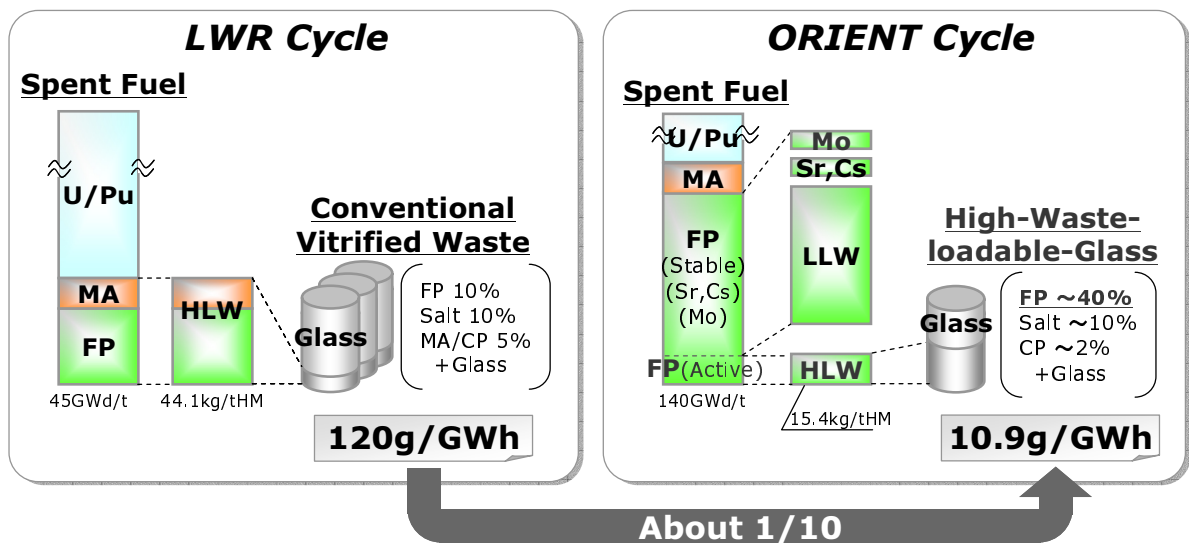 LWR Cycle
Spent Fuel
U/Pu
MA
FP
45GWd/t
HLW
44.1kg/tHM
Conventional
Vitrified Waste
Glass
FP 10%
Salt 10%
MA/CP 5%
+Glass
120g/GWh
ORIENT Cycle
Spent Fuel
U/Pu
MA
FP
(Stable)
(Sr,Cs)
(Mo)
FP(Active)
140GWd/t
Mo
Sr,Cs
LLW
HLW
15.4kg/tHM
High-Waste-
loadable-Glass
Glass
FP ~40%
Salt ~10%
CP ~2%
+Glass
10.9g/GWh
About 1/10